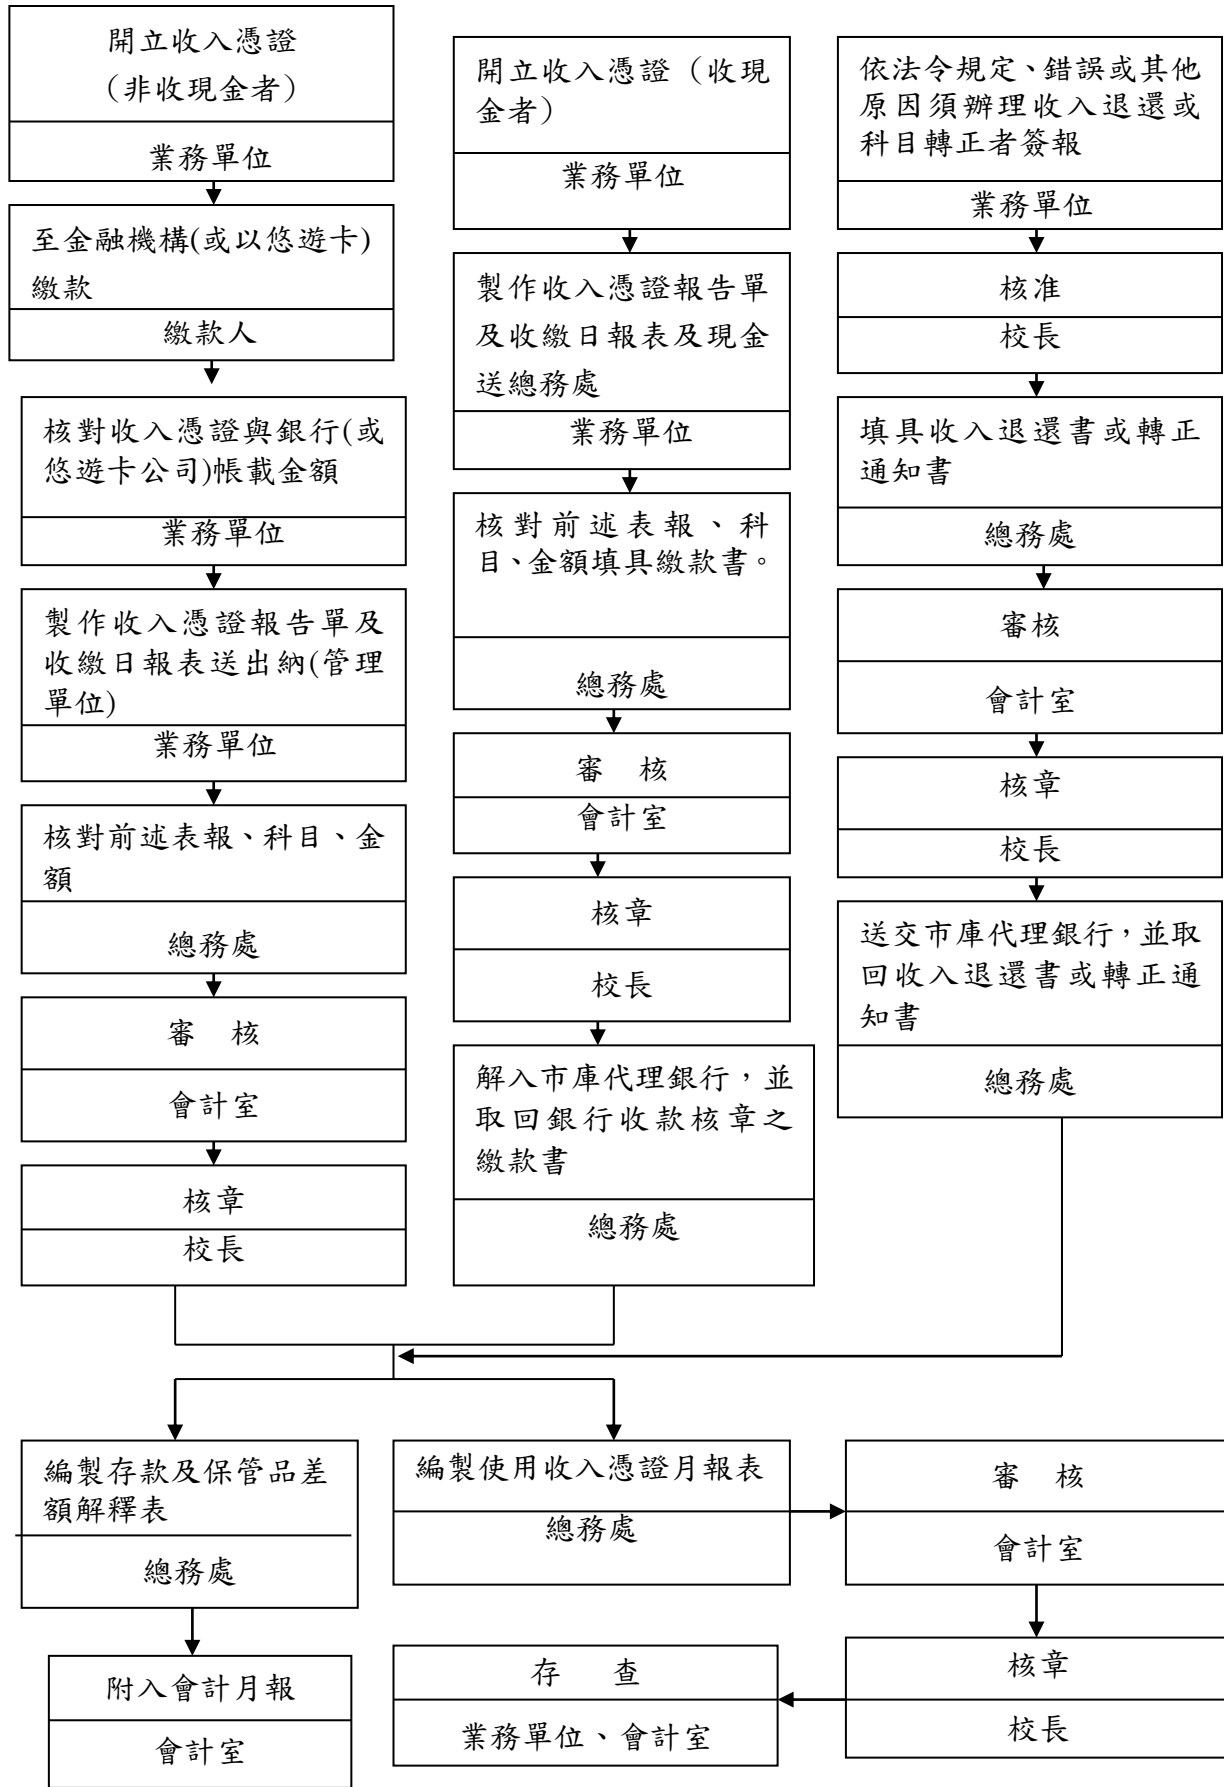 開立收入憑證
（非收現金者）
業務單位
至金融機構(或以悠遊卡)
繳款
繳款人
核對收入憑證與銀行(或
悠遊卡公司)帳載金額
業務單位
製作收入憑證報告單及
收繳日報表送出納(管理
單位)
業務單位
核對前述表報、科目、金
額
總務處
審　核
會計室
核章
校長
開立收入憑證（收現
金者）
業務單位
製作收入憑證報告單
及收繳日報表及現金
送總務處
業務單位
核對前述表報、科
目、金額填具繳款書。
總務處
審　核
會計室
核章
校長
解入市庫代理銀行，並
取回銀行收款核章之
繳款書
總務處
依法令規定、錯誤或其他
原因須辦理收入退還或
科目轉正者簽報
業務單位
核准
校長
填具收入退還書或轉正
通知書
總務處
審核
會計室
核章
校長
送交市庫代理銀行，並取
回收入退還書或轉正通
知書
總務處
編製存款及保管品差
額解釋表
總務處
附入會計月報
會計室
編製使用收入憑證月報表
總務處
審　核
會計室
核章
校長
存　查
業務單位、會計室